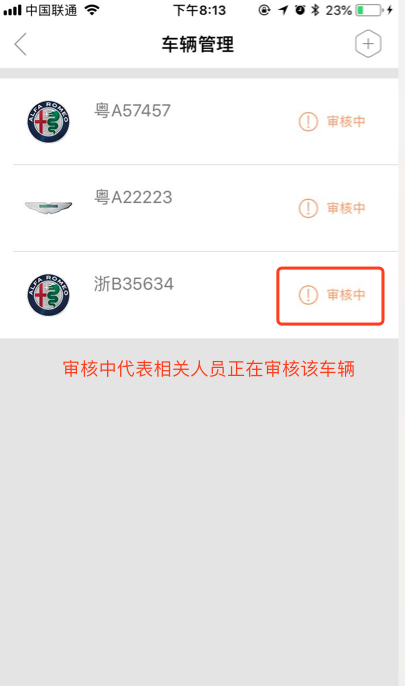 中国联通 下午8:13 23%
车辆管理
ALFA ROMEO 粤A57457 审核中
粤A22223 审核中
ALFA ROMEO 浙B35634 审核中
审核中代表相关人员正在审核该车辆